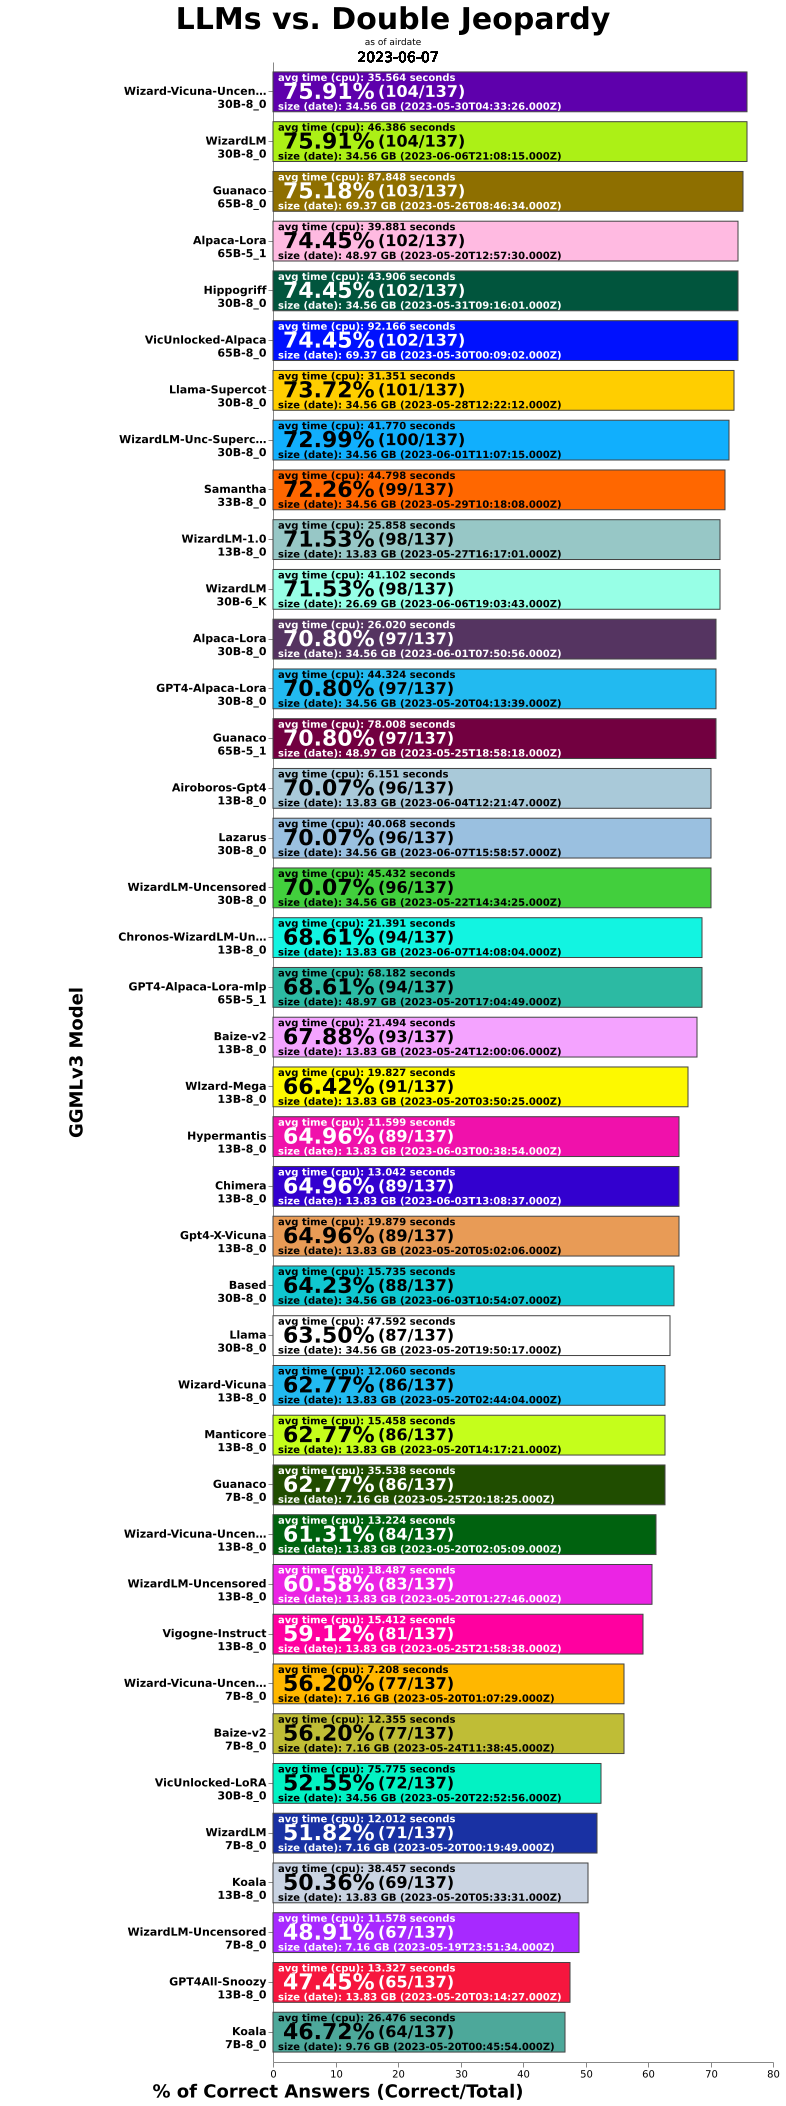 LLMs vs. Double Jeopardy
as of airdate
2023-06-07
Wizard-Vicuna-Uncen…
30B-8_0
avg time (cpu): 35.564 seconds
75.91% (104/137)
size (date): 34.56 GB (2023-05-30T04:33:26.000Z)
WizardLM
30B-8_0
avg time (cpu): 46.386 seconds
75.91% (104/137)
size (date): 34.56 GB (2023-06-06T21:08:15.000Z)
Guanaco
65B-8_0
avg time (cpu): 87.848 seconds
75.18% (103/137)
size (date): 69.37 GB (2023-05-26T08:46:34.000Z)
Alpaca-Lora
65B-5_1
avg time (cpu): 39.881 seconds
74.45% (102/137)
size (date): 48.97 GB (2023-05-20T12:57:30.000Z)
Hippogriff
30B-8_0
avg time (cpu): 43.906 seconds
74.45% (102/137)
size (date): 34.56 GB (2023-05-31T09:16:01.000Z)
VicUnlocked-Alpaca
65B-8_0
avg time (cpu): 92.166 seconds
74.45% (102/137)
size (date): 69.37 GB (2023-05-30T00:09:02.000Z)
Llama-Supercot
30B-8_0
avg time (cpu): 31.351 seconds
73.72% (101/137)
size (date): 34.56 GB (2023-05-28T12:22:12.000Z)
WizardLM-Unc-Superc…
30B-8_0
avg time (cpu): 41.770 seconds
72.99% (100/137)
size (date): 34.56 GB (2023-06-01T11:07:15.000Z)
Samantha
33B-8_0
avg time (cpu): 44.798 seconds
72.26% (99/137)
size (date): 34.56 GB (2023-05-29T10:18:08.000Z)
WizardLM-1.0
13B-8_0
avg time (cpu): 25.858 seconds
71.53% (98/137)
size (date): 13.83 GB (2023-05-27T16:17:01.000Z)
WizardLM
30B-6_K
avg time (cpu): 41.102 seconds
71.53% (98/137)
size (date): 26.69 GB (2023-06-06T19:03:43.000Z)
Alpaca-Lora
30B-8_0
avg time (cpu): 26.020 seconds
70.80% (97/137)
size (date): 34.56 GB (2023-06-01T07:50:56.000Z)
GPT4-Alpaca-Lora
30B-8_0
avg time (cpu): 44.324 seconds
70.80% (97/137)
size (date): 34.56 GB (2023-05-20T04:13:39.000Z)
Guanaco
65B-5_1
avg time (cpu): 78.008 seconds
70.80% (97/137)
size (date): 48.97 GB (2023-05-25T18:58:18.000Z)
Airoboros-Gpt4
13B-8_0
avg time (cpu): 6.151 seconds
70.07% (96/137)
size (date): 13.83 GB (2023-06-04T12:21:47.000Z)
Lazarus
30B-8_0
avg time (cpu): 40.068 seconds
70.07% (96/137)
size (date): 34.56 GB (2023-06-07T15:58:57.000Z)
WizardLM-Uncensored
30B-8_0
avg time (cpu): 45.432 seconds
70.07% (96/137)
size (date): 34.56 GB (2023-05-22T14:34:25.000Z)
Chronos-WizardLM-Un…
13B-8_0
avg time (cpu): 21.391 seconds
68.61% (94/137)
size (date): 13.83 GB (2023-06-07T14:08:04.000Z)
GPT4-Alpaca-Lora-mlp
65B-5_1
avg time (cpu): 68.182 seconds
68.61% (94/137)
size (date): 48.97 GB (2023-05-20T17:04:49.000Z)
Baize-v2
13B-8_0
avg time (cpu): 21.494 seconds
67.88% (93/137)
size (date): 13.83 GB (2023-05-24T12:00:06.000Z)
GGMLv3 Model
WIzard-Mega
13B-8_0
avg time (cpu): 19.827 seconds
66.42% (91/137)
size (date): 13.83 GB (2023-05-20T03:50:25.000Z)
Hypermantis
13B-8_0
avg time (cpu): 11.599 seconds
64.96% (89/137)
size (date): 13.83 GB (2023-06-03T00:38:54.000Z)
Chimera
13B-8_0
avg time (cpu): 13.042 seconds
64.96% (89/137)
size (date): 13.83 GB (2023-06-03T13:08:37.000Z)
Gpt4-X-Vicuna
13B-8_0
avg time (cpu): 19.879 seconds
64.96% (89/137)
size (date): 13.83 GB (2023-05-20T05:02:06.000Z)
Based
30B-8_0
avg time (cpu): 15.735 seconds
64.23% (88/137)
size (date): 34.56 GB (2023-06-03T10:54:07.000Z)
Llama
30B-8_0
avg time (cpu): 47.592 seconds
63.50% (87/137)
size (date): 34.56 GB (2023-05-20T19:50:17.000Z)
Wizard-Vicuna
13B-8_0
avg time (cpu): 12.060 seconds
62.77% (86/137)
size (date): 13.83 GB (2023-05-20T02:44:04.000Z)
Manticore
13B-8_0
avg time (cpu): 15.458 seconds
62.77% (86/137)
size (date): 13.83 GB (2023-05-20T14:17:21.000Z)
Guanaco
7B-8_0
avg time (cpu): 35.538 seconds
62.77% (86/137)
size (date): 7.16 GB (2023-05-25T20:18:25.000Z)
Wizard-Vicuna-Uncen…
13B-8_0
avg time (cpu): 13.224 seconds
61.31% (84/137)
size (date): 13.83 GB (2023-05-20T02:05:09.000Z)
WizardLM-Uncensored
13B-8_0
avg time (cpu): 18.487 seconds
60.58% (83/137)
size (date): 13.83 GB (2023-05-20T01:27:46.000Z)
Vigogne-Instruct
13B-8_0
avg time (cpu): 15.412 seconds
59.12% (81/137)
size (date): 13.83 GB (2023-05-25T21:58:38.000Z)
Wizard-Vicuna-Uncen…
7B-8_0
avg time (cpu): 7.208 seconds
56.20% (77/137)
size (date): 7.16 GB (2023-05-20T01:07:29.000Z)
Baize-v2
7B-8_0
avg time (cpu): 12.355 seconds
56.20% (77/137)
size (date): 7.16 GB (2023-05-24T11:38:45.000Z)
VicUnlocked-LoRA
30B-8_0
avg time (cpu): 75.775 seconds
52.55% (72/137)
size (date): 34.56 GB (2023-05-20T22:52:56.000Z)
WizardLM
7B-8_0
avg time (cpu): 12.012 seconds
51.82% (71/137)
size (date): 7.16 GB (2023-05-20T00:19:49.000Z)
Koala
13B-8_0
avg time (cpu): 38.457 seconds
50.36% (69/137)
size (date): 13.83 GB (2023-05-20T05:33:31.000Z)
WizardLM-Uncensored
7B-8_0
avg time (cpu): 11.578 seconds
48.91% (67/137)
size (date): 7.16 GB (2023-05-19T23:51:34.000Z)
GPT4All-Snoozy
13B-8_0
avg time (cpu): 13.327 seconds
47.45% (65/137)
size (date): 13.83 GB (2023-05-20T03:14:27.000Z)
Koala
7B-8_0
avg time (cpu): 26.476 seconds
46.72% (64/137)
size (date): 9.76 GB (2023-05-20T00:45:54.000Z)
0 10 20 30 40 50 60 70 80
% of Correct Answers (Correct/Total)